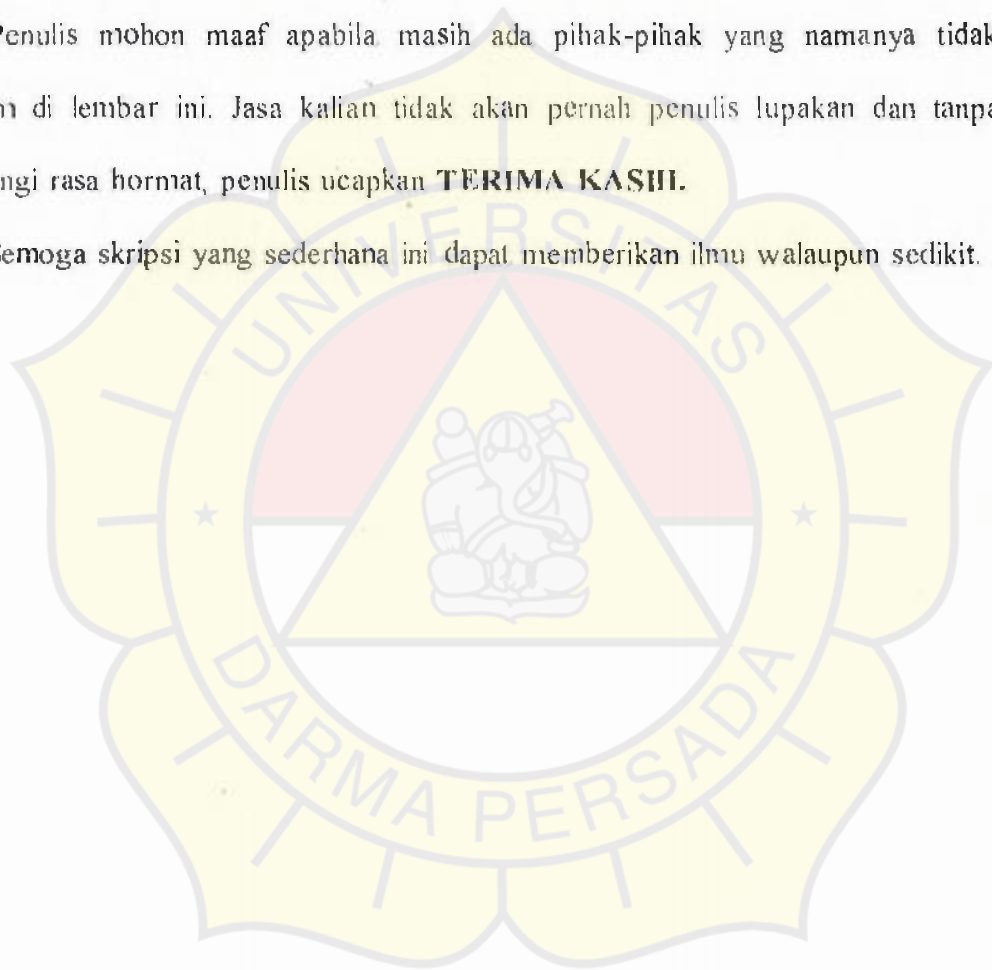 Penulis mohon maaf apabila masih ada pihak-pihak yang namanya tidak
di lembar ini. Jasa kalian tidak akan pernah penulis lupakan dan tanpa
ngi rasa hormat, penulis ucapkan TERIMA KASIH.
Semoga skripsi yang sederhana ini dapat memberikan ilmu walaupun sedikit.
UNIVERSITAS
DARMA PERSADA